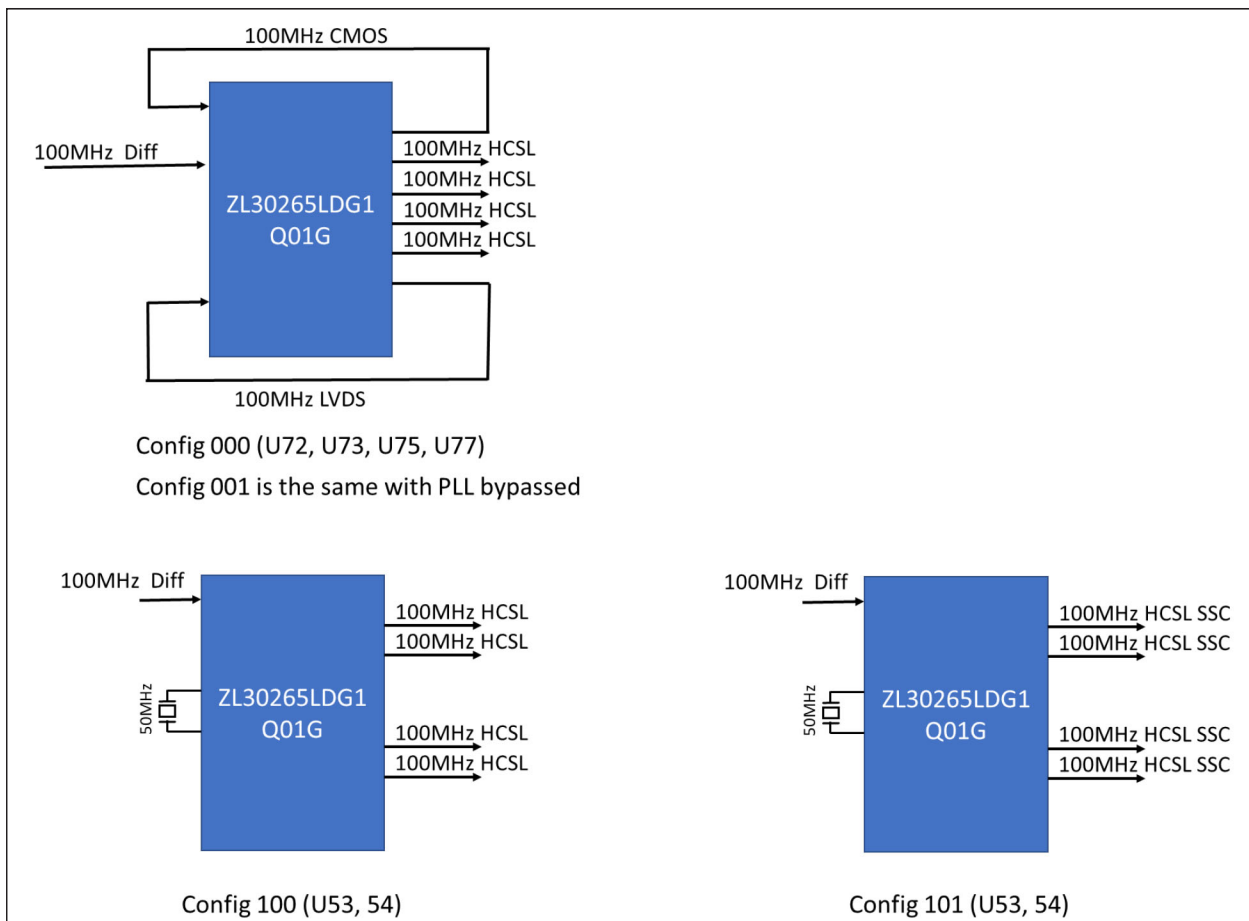 100MHz CMOS
100MHz  Diff
ZL30265LDG1
Q01G
100MHz HCSL
100MHz HCSL
100MHz HCSL
100MHz HCSL
100MHz LVDS
Config 000 (U72, U73, U75, U77)
Config 001 is the same with PLL bypassed
100MHz  Diff
50MHz
ZL30265LDG1
Q01G
100MHz HCSL
100MHz HCSL
100MHz HCSL
100MHz HCSL
Config 100 (U53, 54)
100MHz  Diff
50MHz
ZL30265LDG1
Q01G
100MHz HCSL SSC
100MHz HCSL SSC
100MHz HCSL SSC
100MHz HCSL SSC
Config 101 (U53, 54)